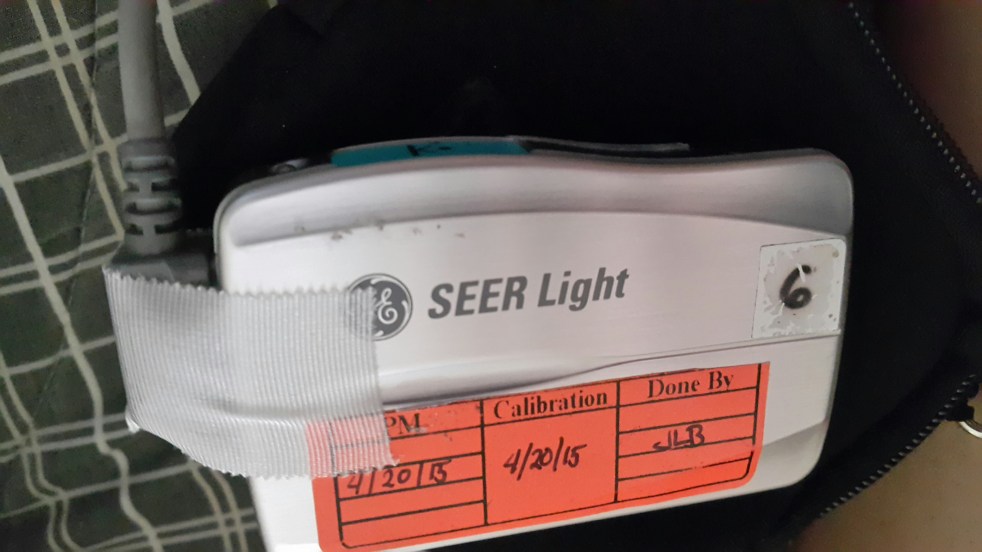 GE
SEER Light
6
PM
Calibration
Done By
4/20/15
4/20/15
JLB